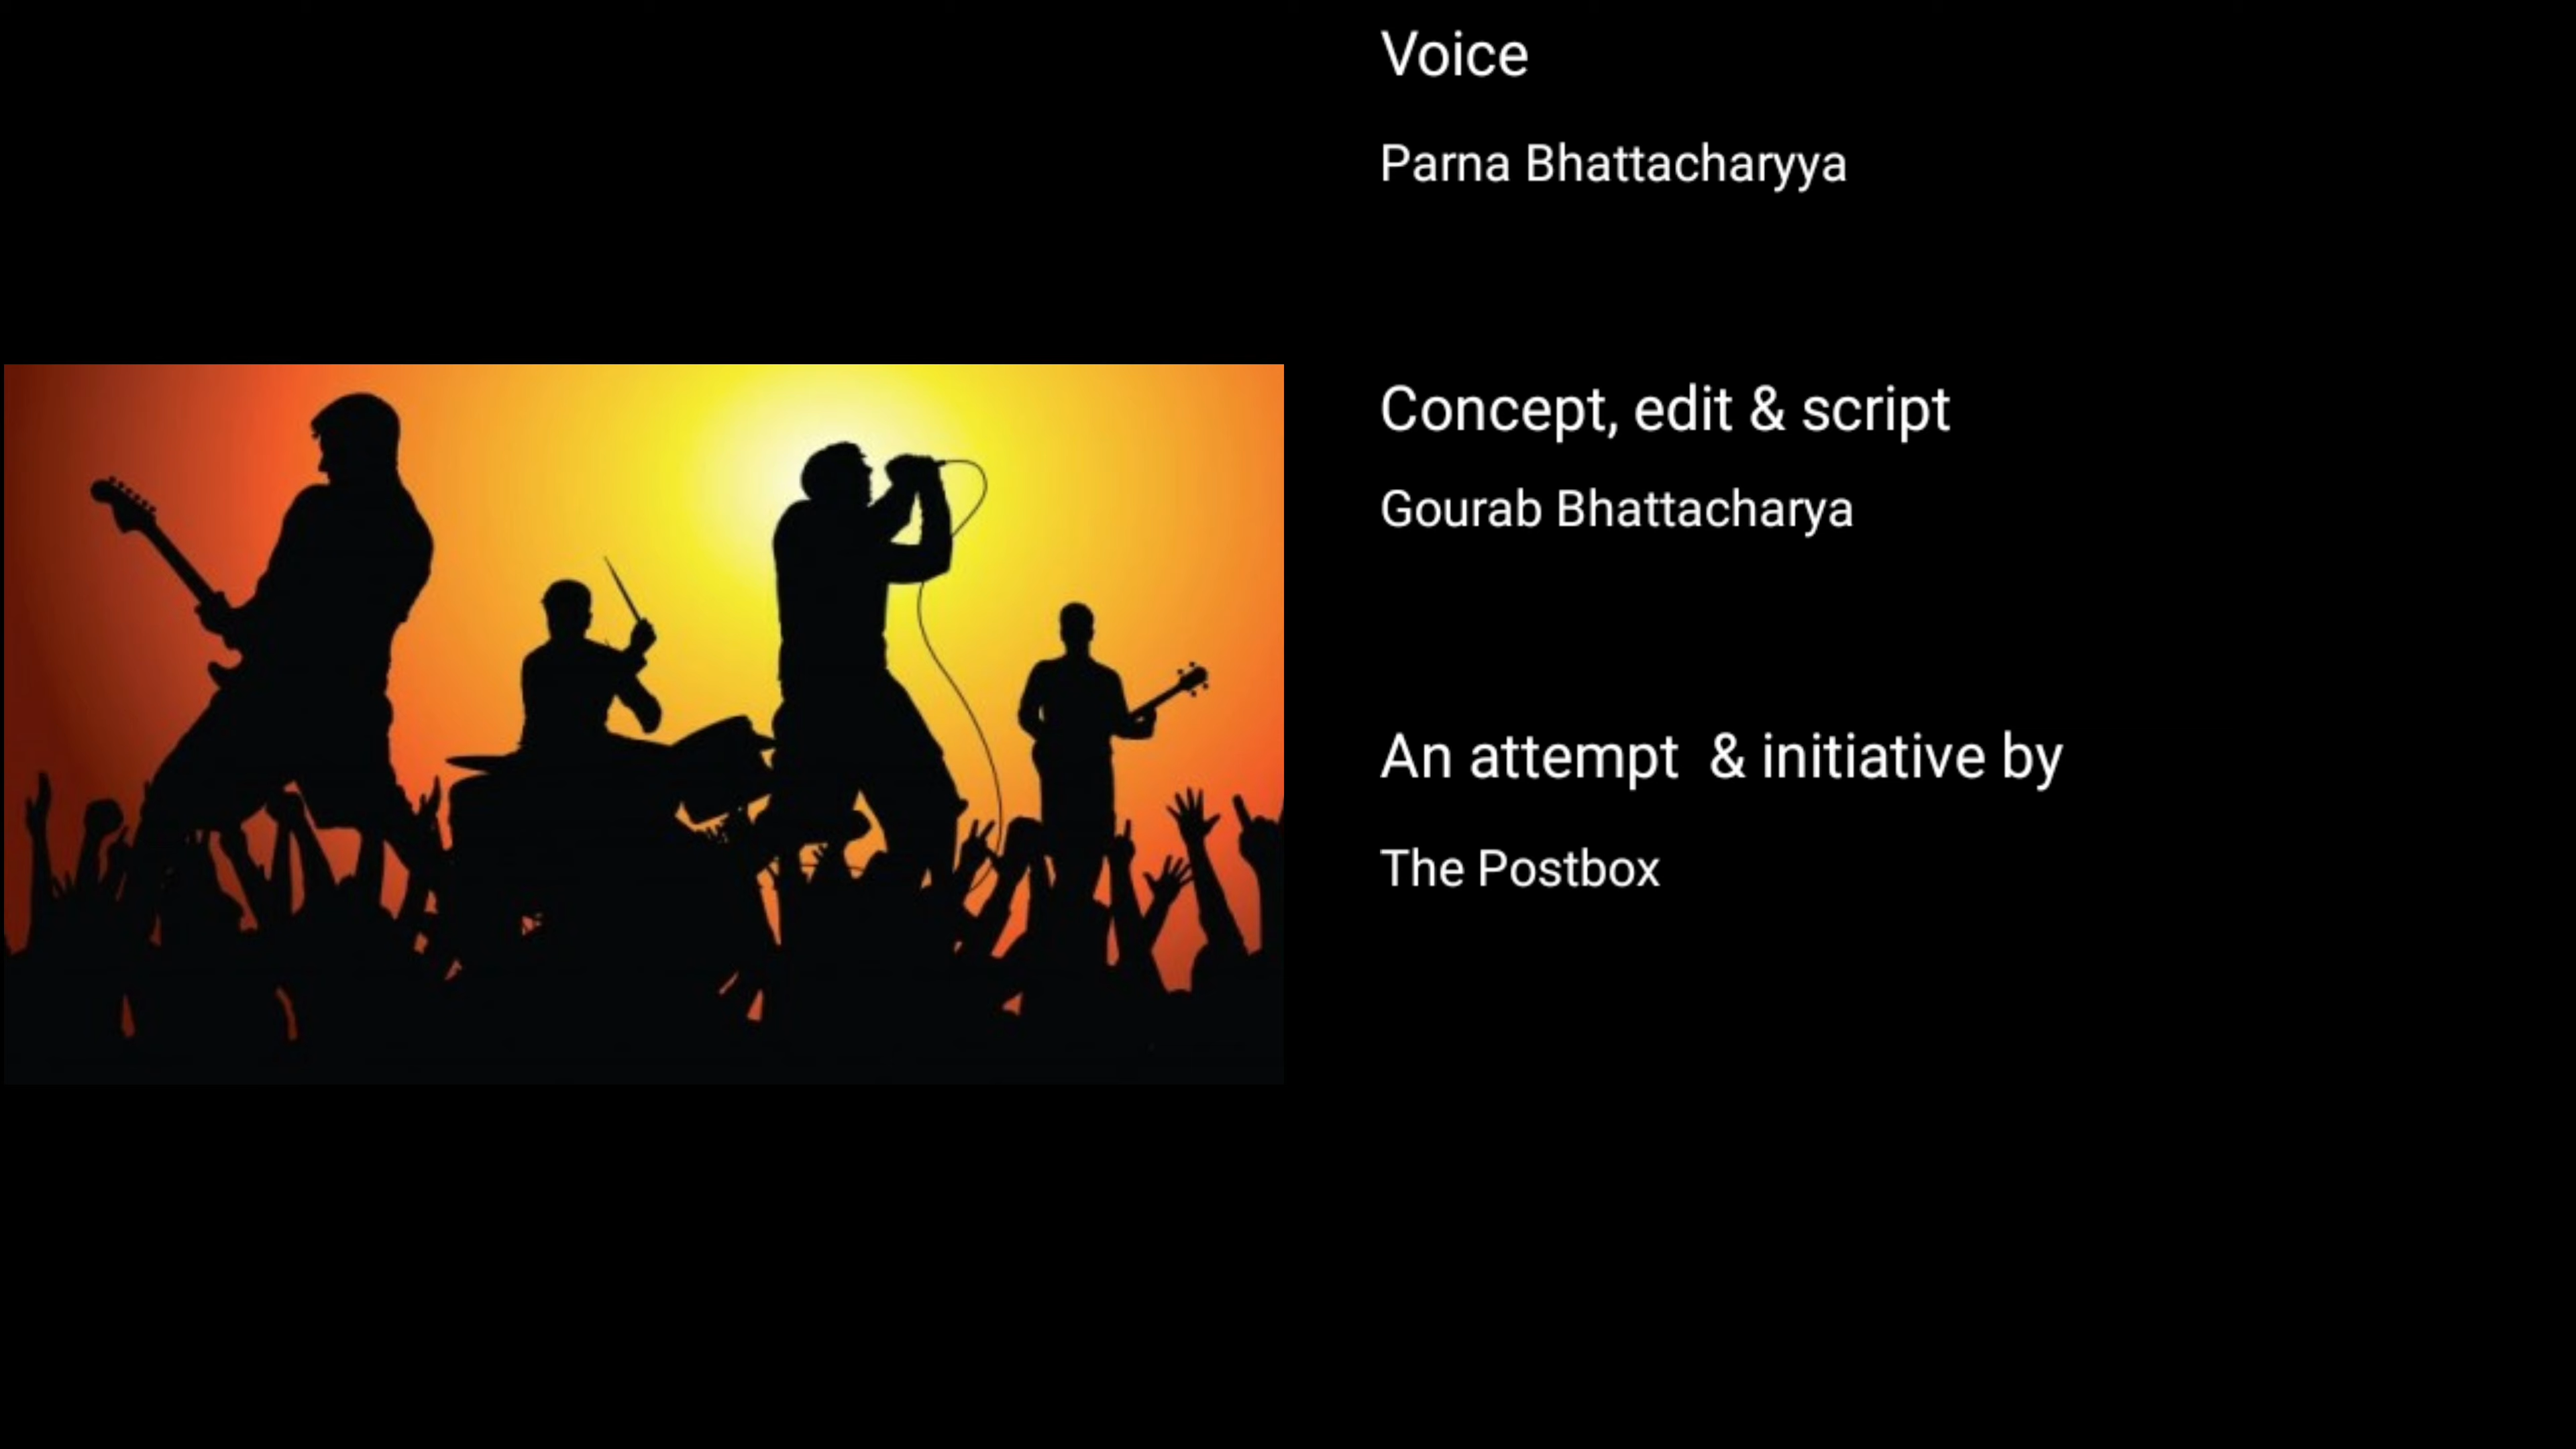 Voice
Parna Bhattacharyya
Concept, edit & script
Gourab Bhattacharya
An attempt  & initiative by
The Postbox